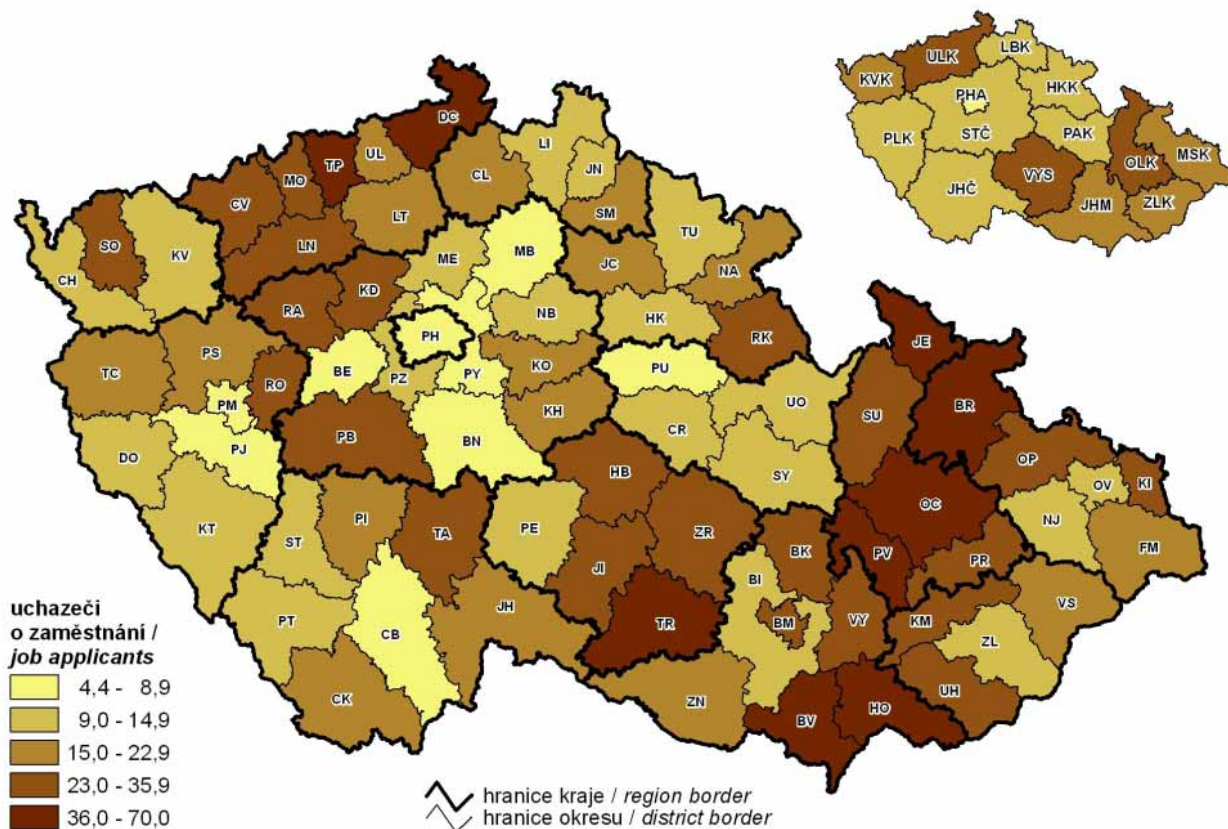 ULK
LBK
KVK
PHA
HKK
STČ
PLK
PAK
OLK
MSK
VYS
JHČ
JHM
ZLK
DC
TP
UL
LI
JN
MO
CL
CV
LT
SM
TU
SO
KV
LN
ME
MB
JC
NA
CH
RA
KD
NB
HK
RK
PH
JE
TC
PS
RO
BE
PZ
PY
KO
PU
BR
PM
UO
SU
KH
PB
BN
CR
DO
PJ
OP
OV
KI
SY
HB
OC
NJ
KT
ST
PI
TA
PE
ZR
FM
BK
PV
PR
JI
BI
VS
PT
CB
JH
TR
BM
VY
KM
ZL
CK
ZN
BV
HO
UH
uchazeči
o zaměstnání /
job applicants
4,4 - 8,9
9,0 - 14,9
15,0 - 22,9
23,0 - 35,9
36,0 - 70,0
hranice kraje / region border
hranice okresu / district border